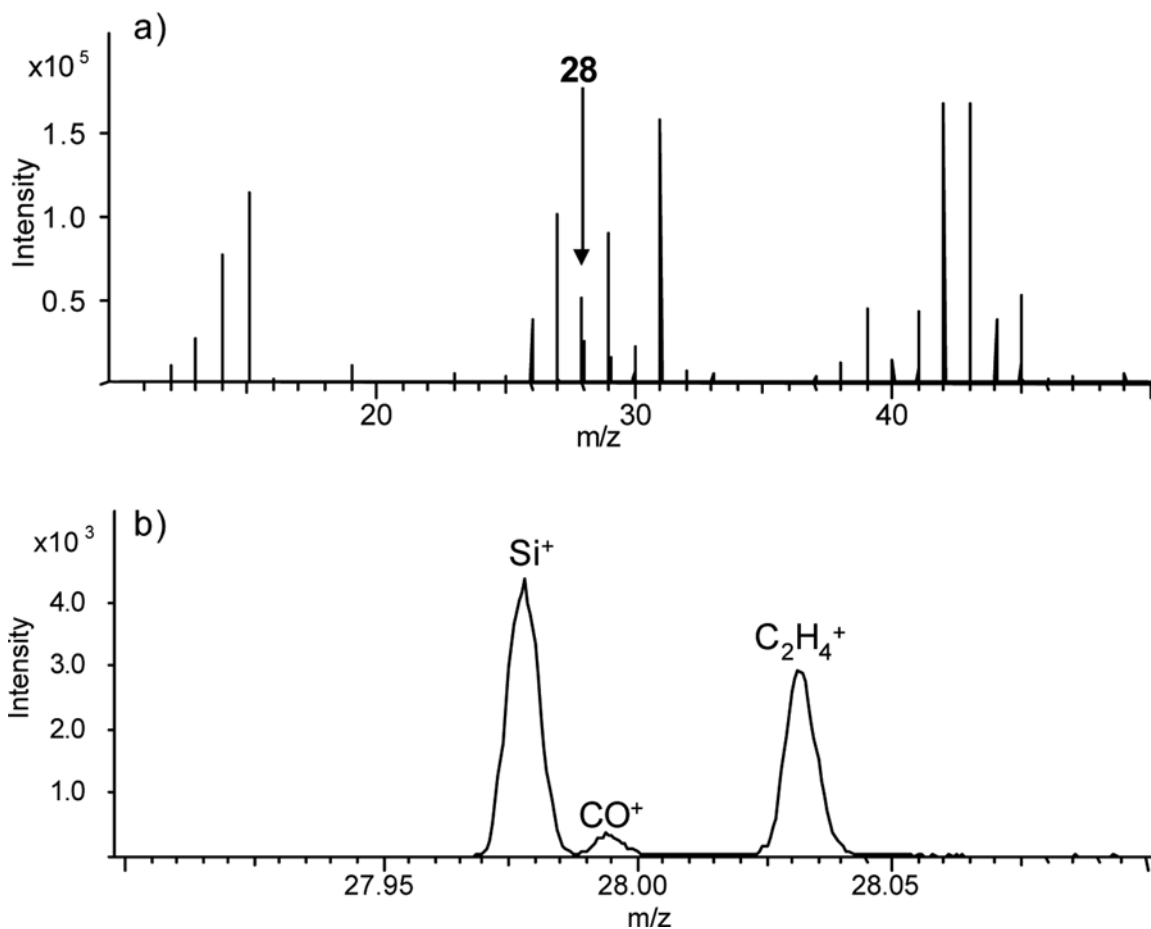 a)
x10⁵
28
1.5
1.0
0.5
Intensity
20 30 40
m/z
b)
x10³
Si⁺
4.0
C₂H₄⁺
3.0
2.0
CO⁺
1.0
Intensity
27.95 28.00 28.05
m/z